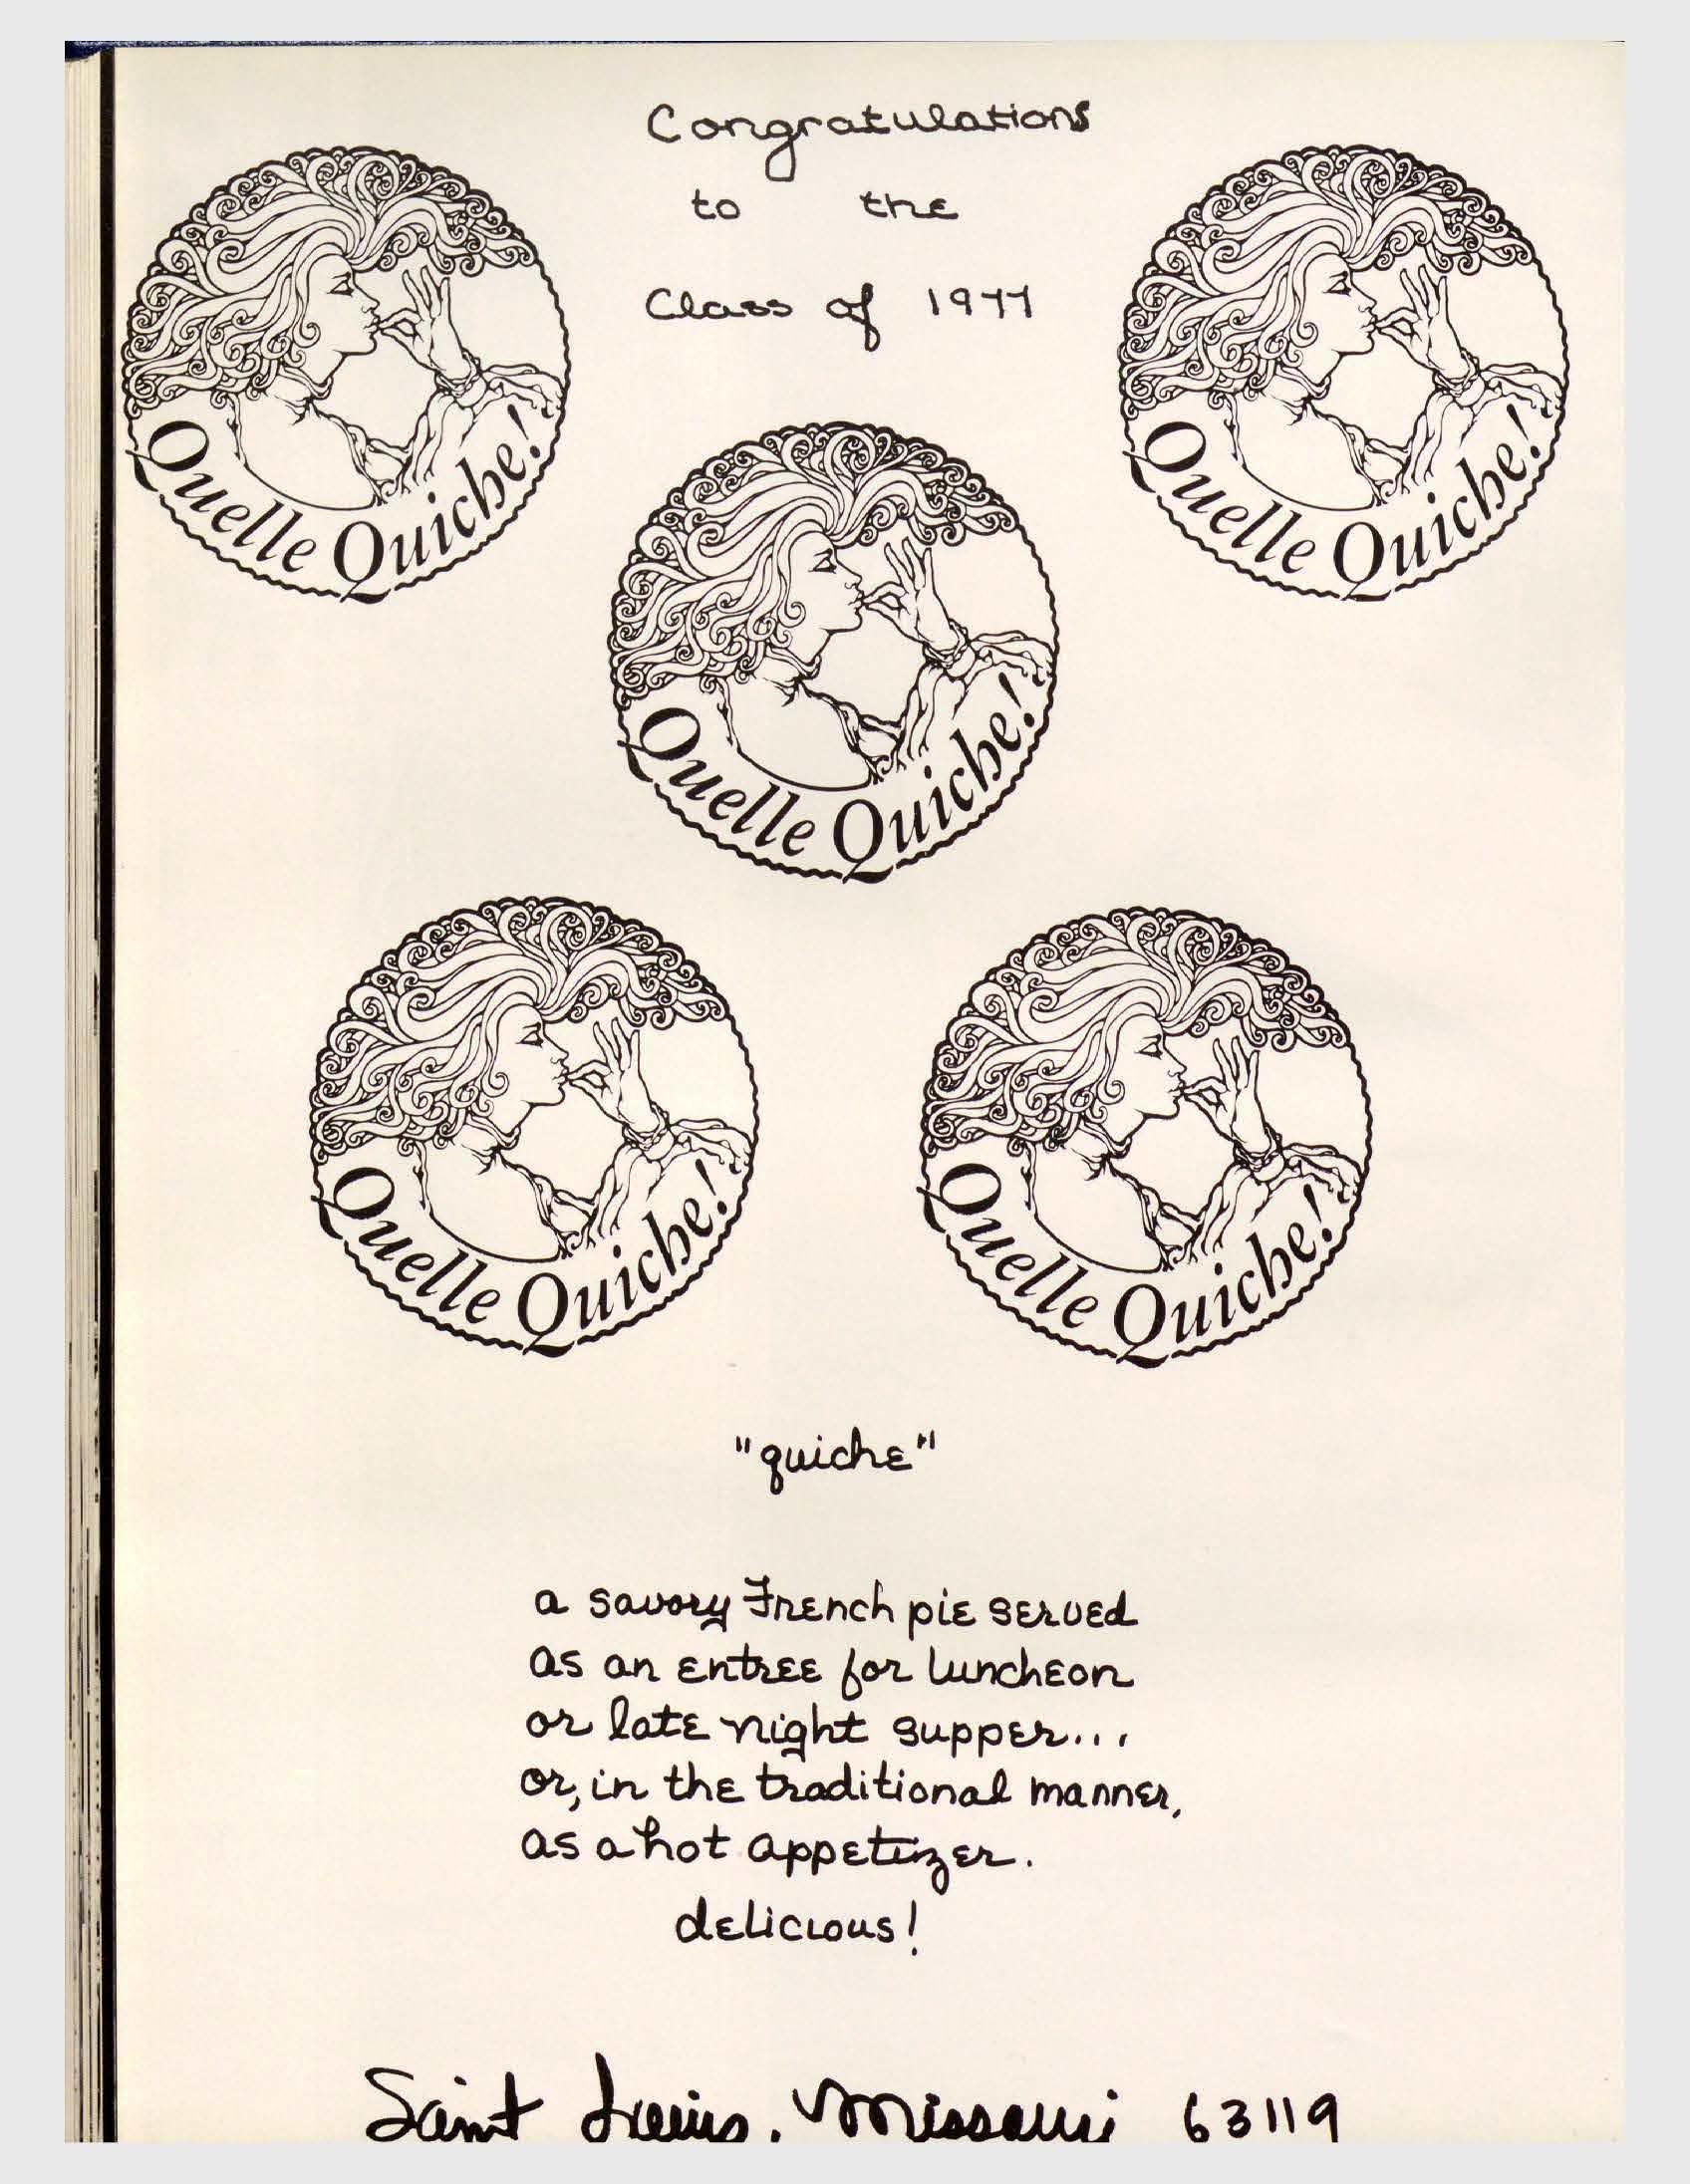 Congratulations
to the
Class of 1977
Quelle Quiche!
Quelle Quiche!
Quelle Quiche!
Quelle Quiche!
Quelle Quiche!
"quiche"
a savory French pie served
as an entree for luncheon
or late night supper...
or, in the traditional manner,
as a hot appetizer.
delicious!
Saint Louis, Missouri 63119